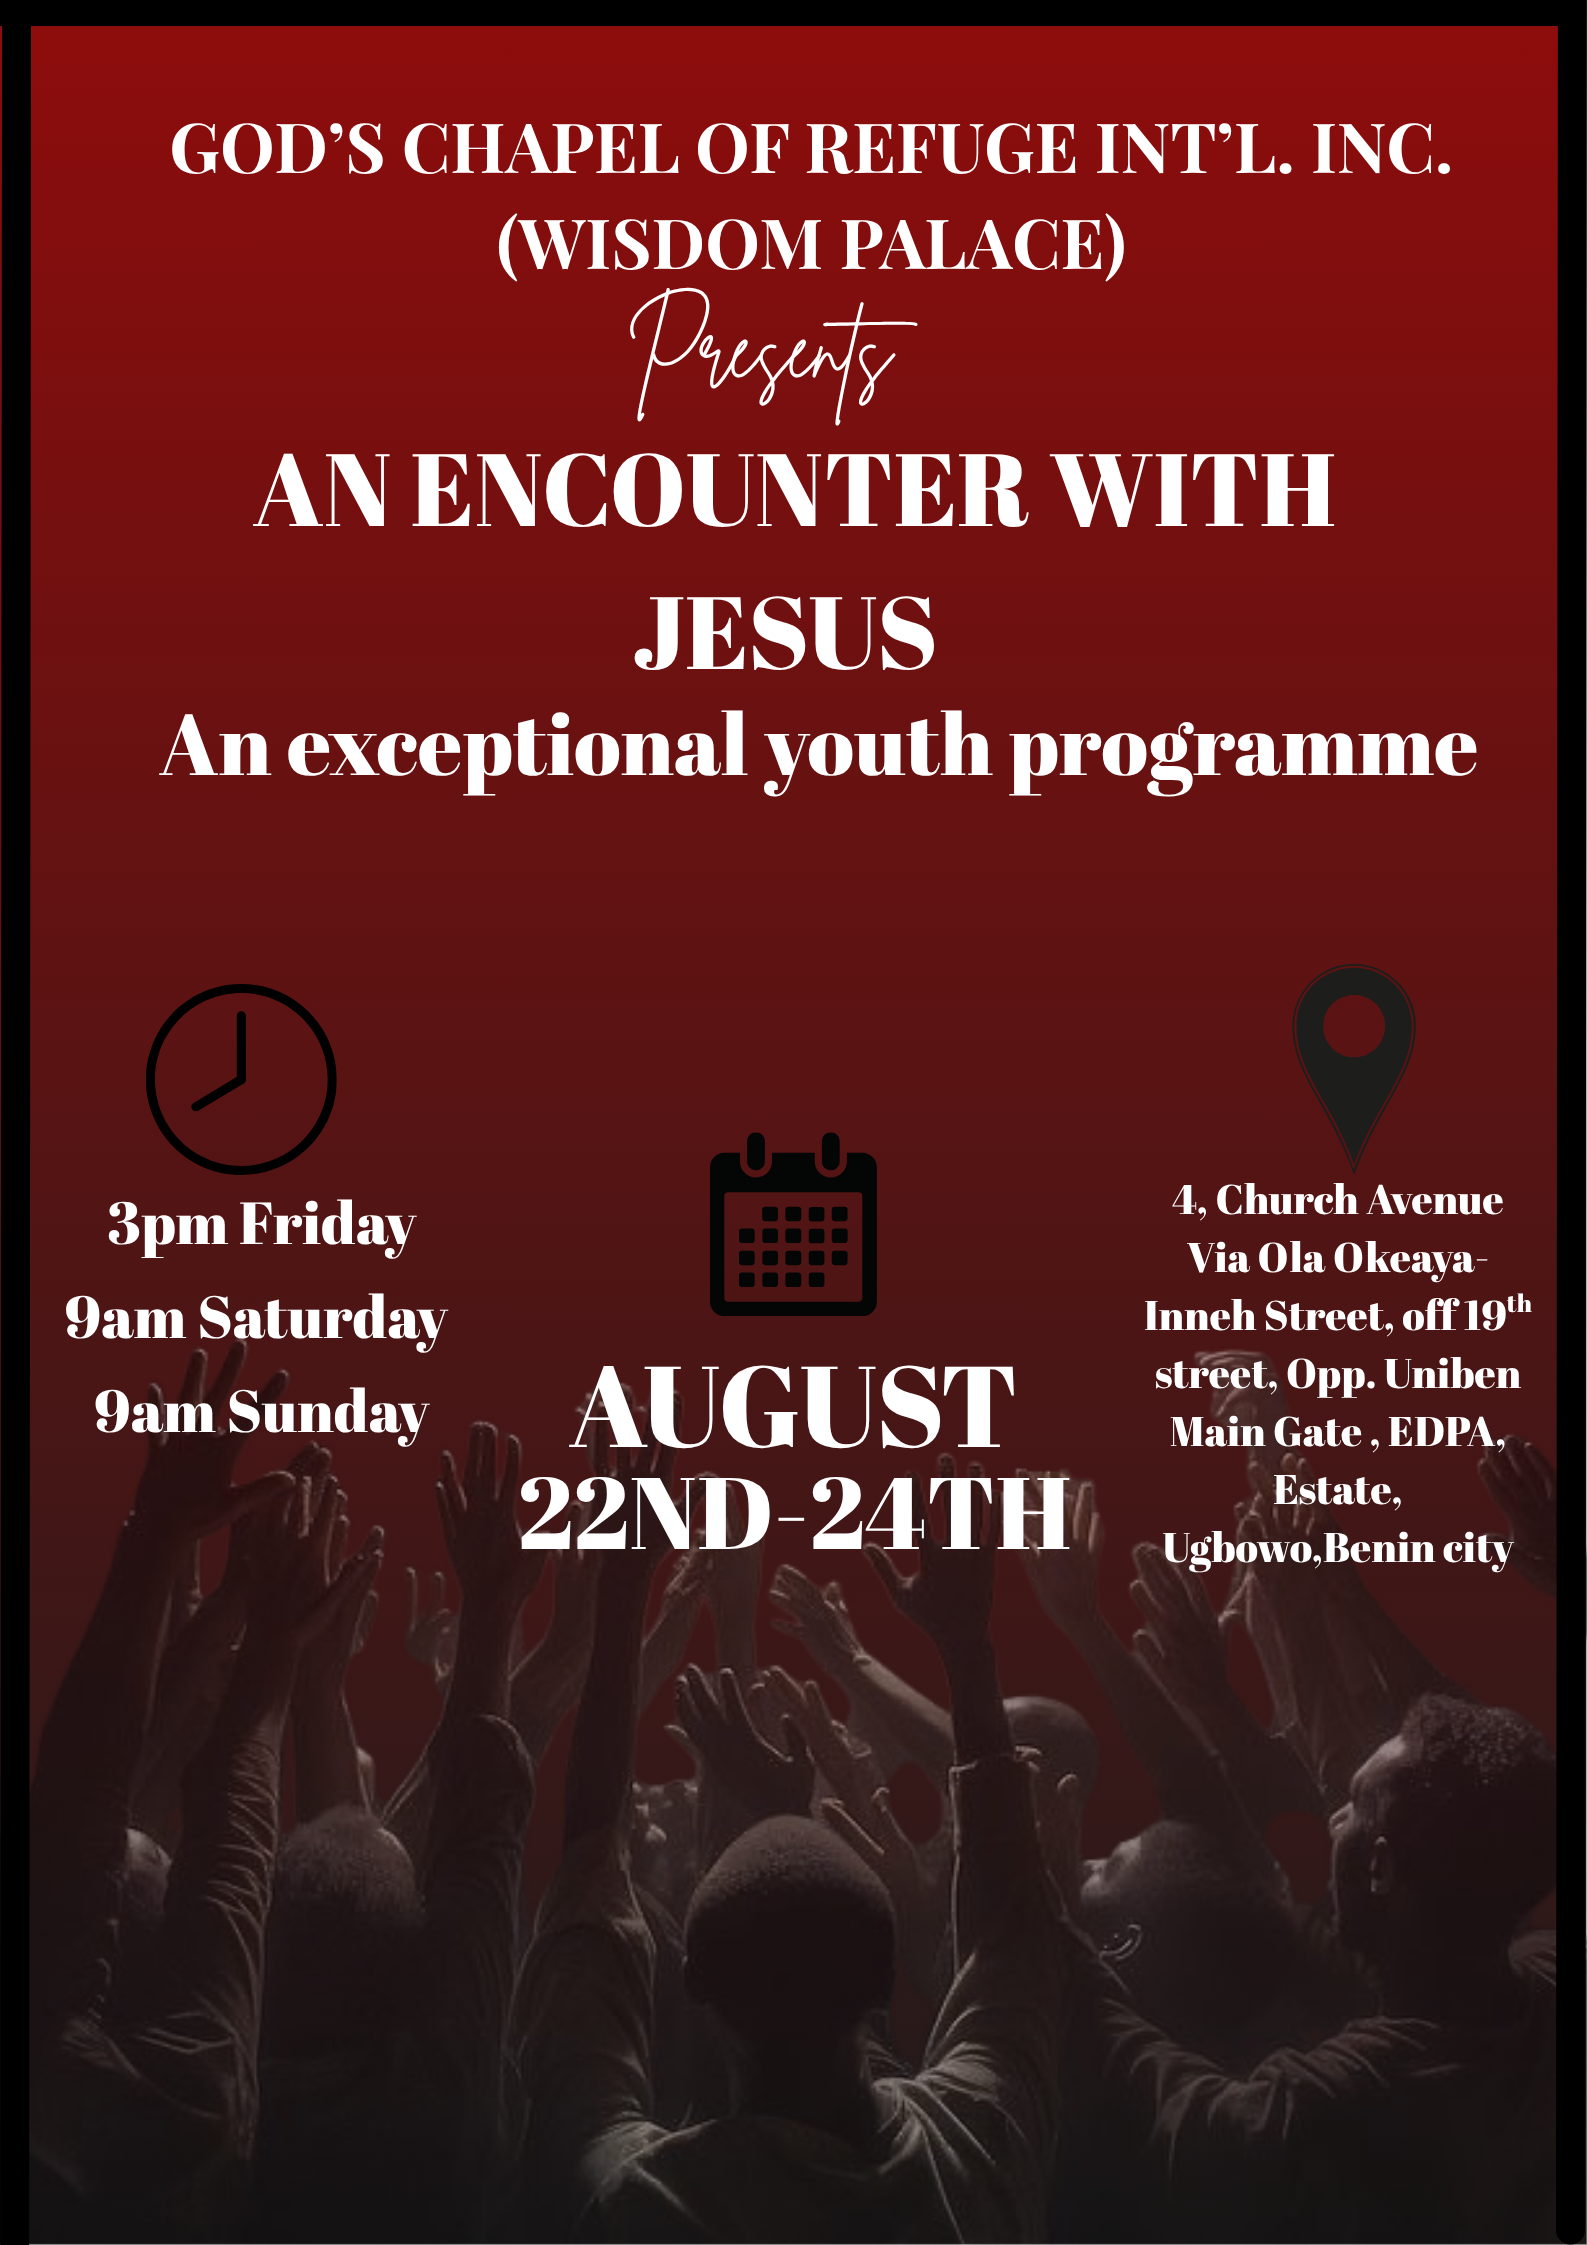 GOD’S CHAPEL OF REFUGE INT’L. INC.
(WISDOM PALACE)
Presents
AN ENCOUNTER WITH
JESUS
An exceptional youth programme
3pm Friday
9am Saturday
9am Sunday
AUGUST
22ND-24TH
4, Church Avenue
Via Ola Okeaya-
Inneh Street, off 19th
street, Opp. Uniben
Main Gate , EDPA,
Estate,
Ugbowo,Benin city